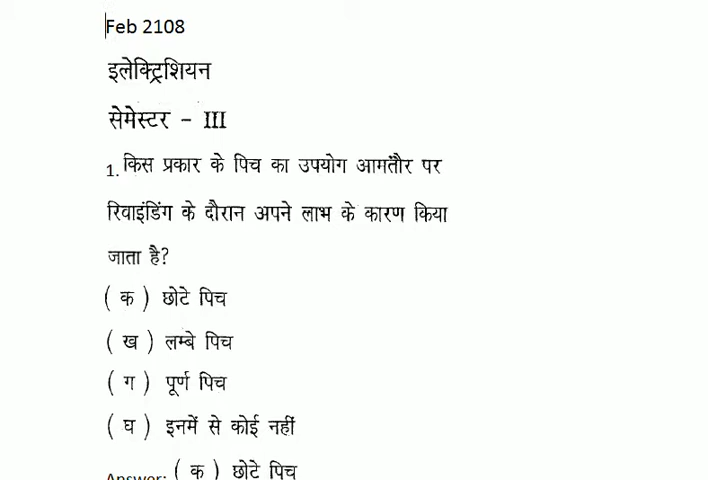 Feb 2108
इलेक्ट्रिशियन
सेमेस्टर – III
1. किस प्रकार के पिच का उपयोग आमतौर पर
रिवाइंडिंग के दौरान अपने लाभ के कारण किया
जाता है?
( क ) छोटे पिच
( ख ) लम्बे पिच
( ग ) पूर्ण पिच
( घ ) इनमें से कोई नहीं
Answer: ( क ) छोटे पिच